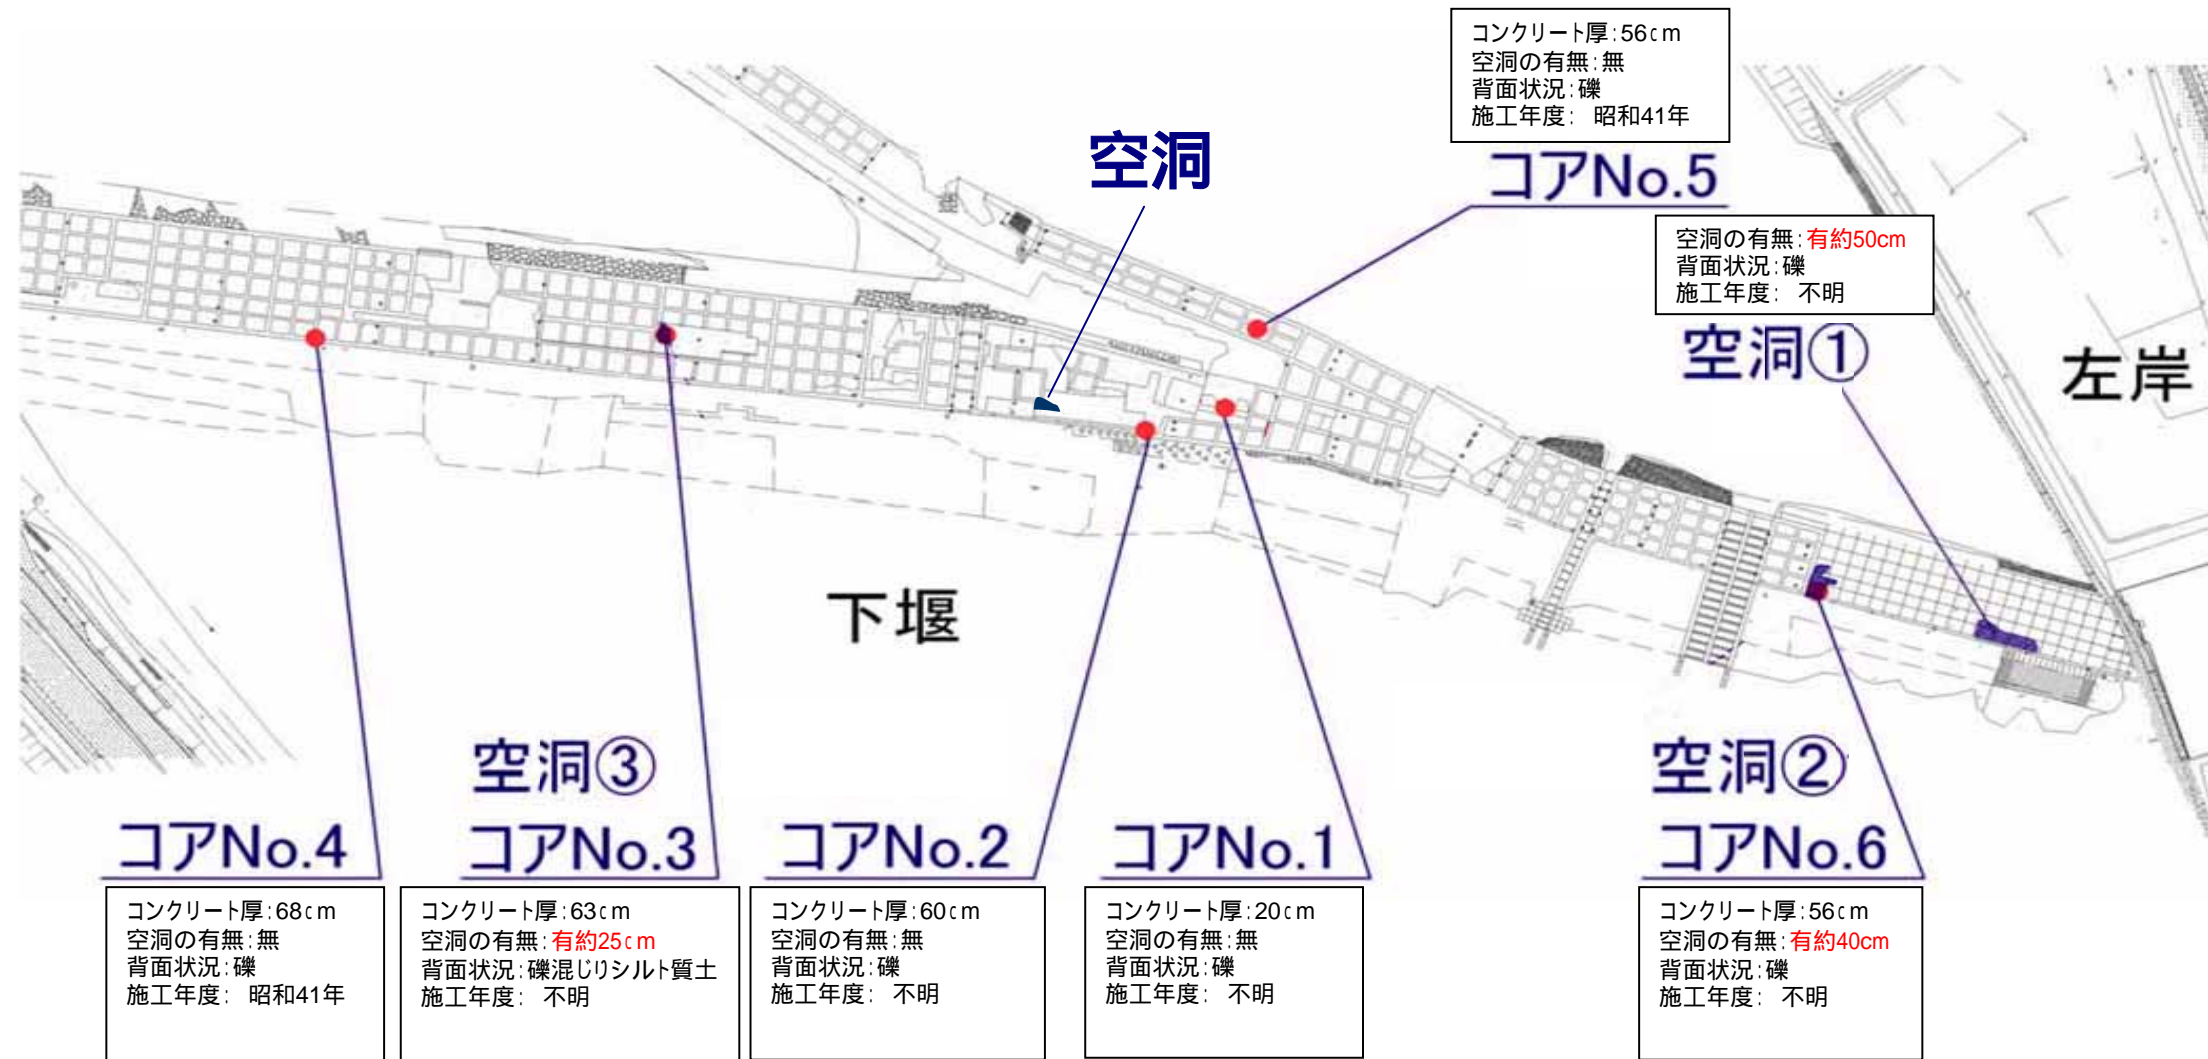 コンクリート厚:56cm
空洞の有無:無
背面状況:礫
施工年度: 昭和41年
コアNo.5
空洞
空洞の有無:有約50cm
背面状況:礫
施工年度: 不明
空洞①
左岸
下堰
空洞③
空洞②
コアNo.4
コアNo.3
コアNo.2
コアNo.1
コアNo.6
コンクリート厚:68cm
空洞の有無:無
背面状況:礫
施工年度: 昭和41年
コンクリート厚:63cm
空洞の有無:有約25cm
背面状況:礫混じりシルト質土
施工年度: 不明
コンクリート厚:60cm
空洞の有無:無
背面状況:礫
施工年度: 不明
コンクリート厚:20cm
空洞の有無:無
背面状況:礫
施工年度: 不明
コンクリート厚:56cm
空洞の有無:有約40cm
背面状況:礫
施工年度: 不明